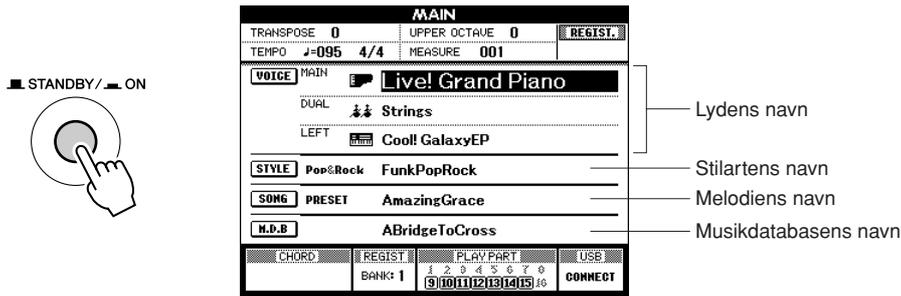 MAIN
TRANSPOSE 0 UPPER OCTAVE 0 REGIST.
TEMPO ♩=095 4/4 MEASURE 001
STANDBY/ ON
VOICE MAIN Live! Grand Piano
DUAL Strings
LEFT Cool! GalaxyEP
Lydens navn
STYLE Pop&Rock FunkPopRock
Stilartens navn
SONG PRESET AmazingGrace
Melodiens navn
M.D.B ABridgeToCross
Musikdatabasens navn
CHORD REGIST PLAY PART USB
BANK: 1 1 2 3 4 5 6 7 8 CONNECT
9 10 11 12 13 14 15 16